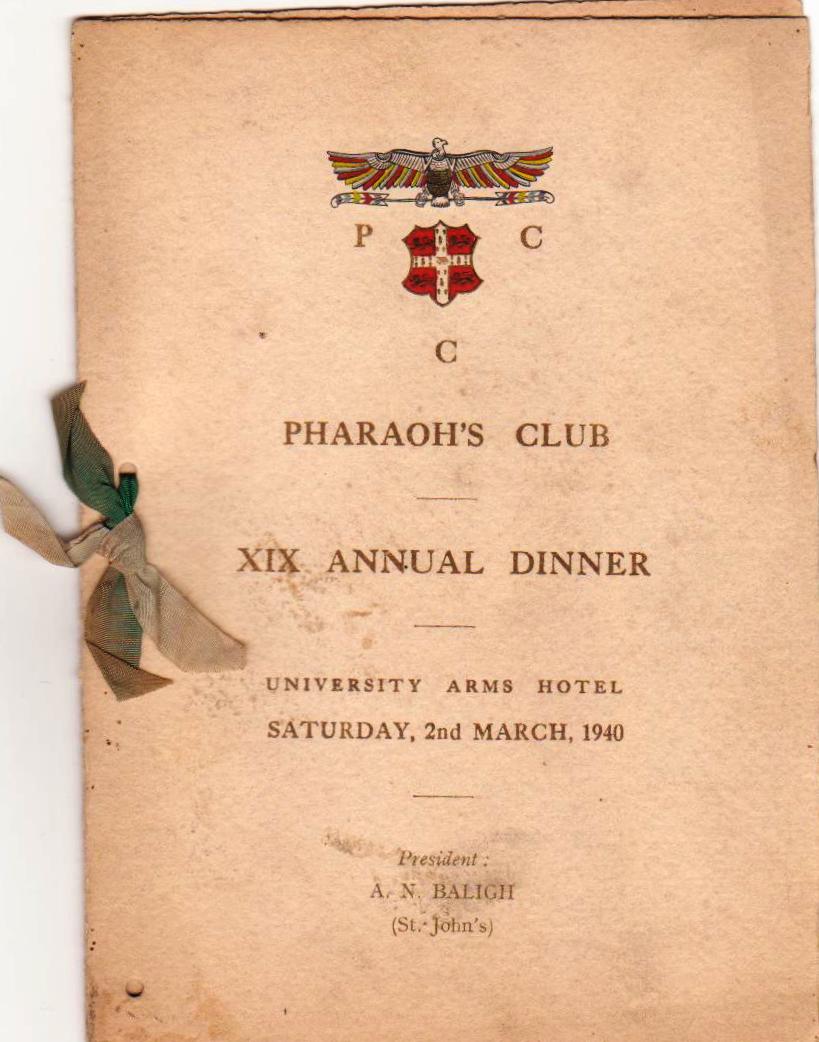 P C
C
PHARAOH'S CLUB
XIX ANNUAL DINNER
UNIVERSITY ARMS HOTEL
SATURDAY, 2nd MARCH, 1940
President :
A. N. BALIGH
(St. John's)